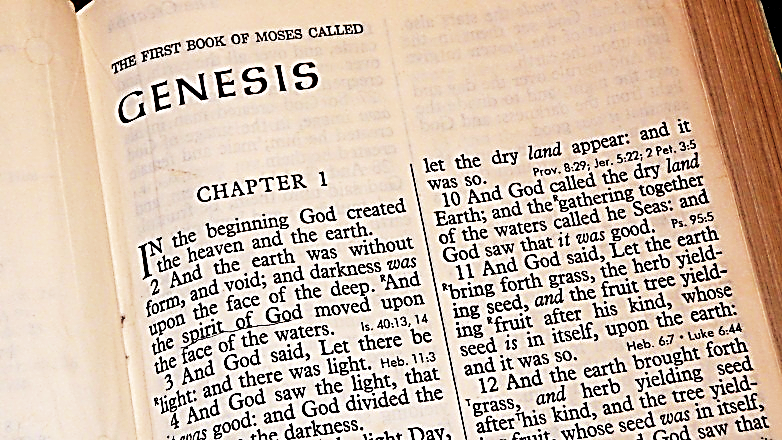 THE FIRST BOOK OF MOSES CALLED
GENESIS
CHAPTER 1
IN the beginning God created
the heaven and the earth.
2 And the earth was without
form, and void; and darkness was
upon the face of the deep. ᴿAnd
the spirit of God moved upon
the face of the waters. Is. 40:13, 14
3 And God said, Let there be
ᴿlight: and there was light. Heb. 11:3
4 And God saw the light, that
it was good: and God divided the
the darkness.
light Day,
let the dry land appear: and it
was so. Prov. 8:29; Jer. 5:22; 2 Pet. 3:5
10 And God called the dry land
Earth; and the ᴿgathering together
of the waters called he Seas: and
God saw that it was good. Ps. 95:5
11 And God said, Let the earth
ᴿbring forth grass, the herb yield-
ing seed, and the fruit tree yield-
ing ᴿfruit after his kind, whose
seed is in itself, upon the earth:
and it was so. Heb. 6:7 • Luke 6:44
12 And the earth brought forth
ᵀgrass, and herb yielding seed
after ᵀhis kind, and the tree yield-
fruit, whose seed was in itself,
God saw that